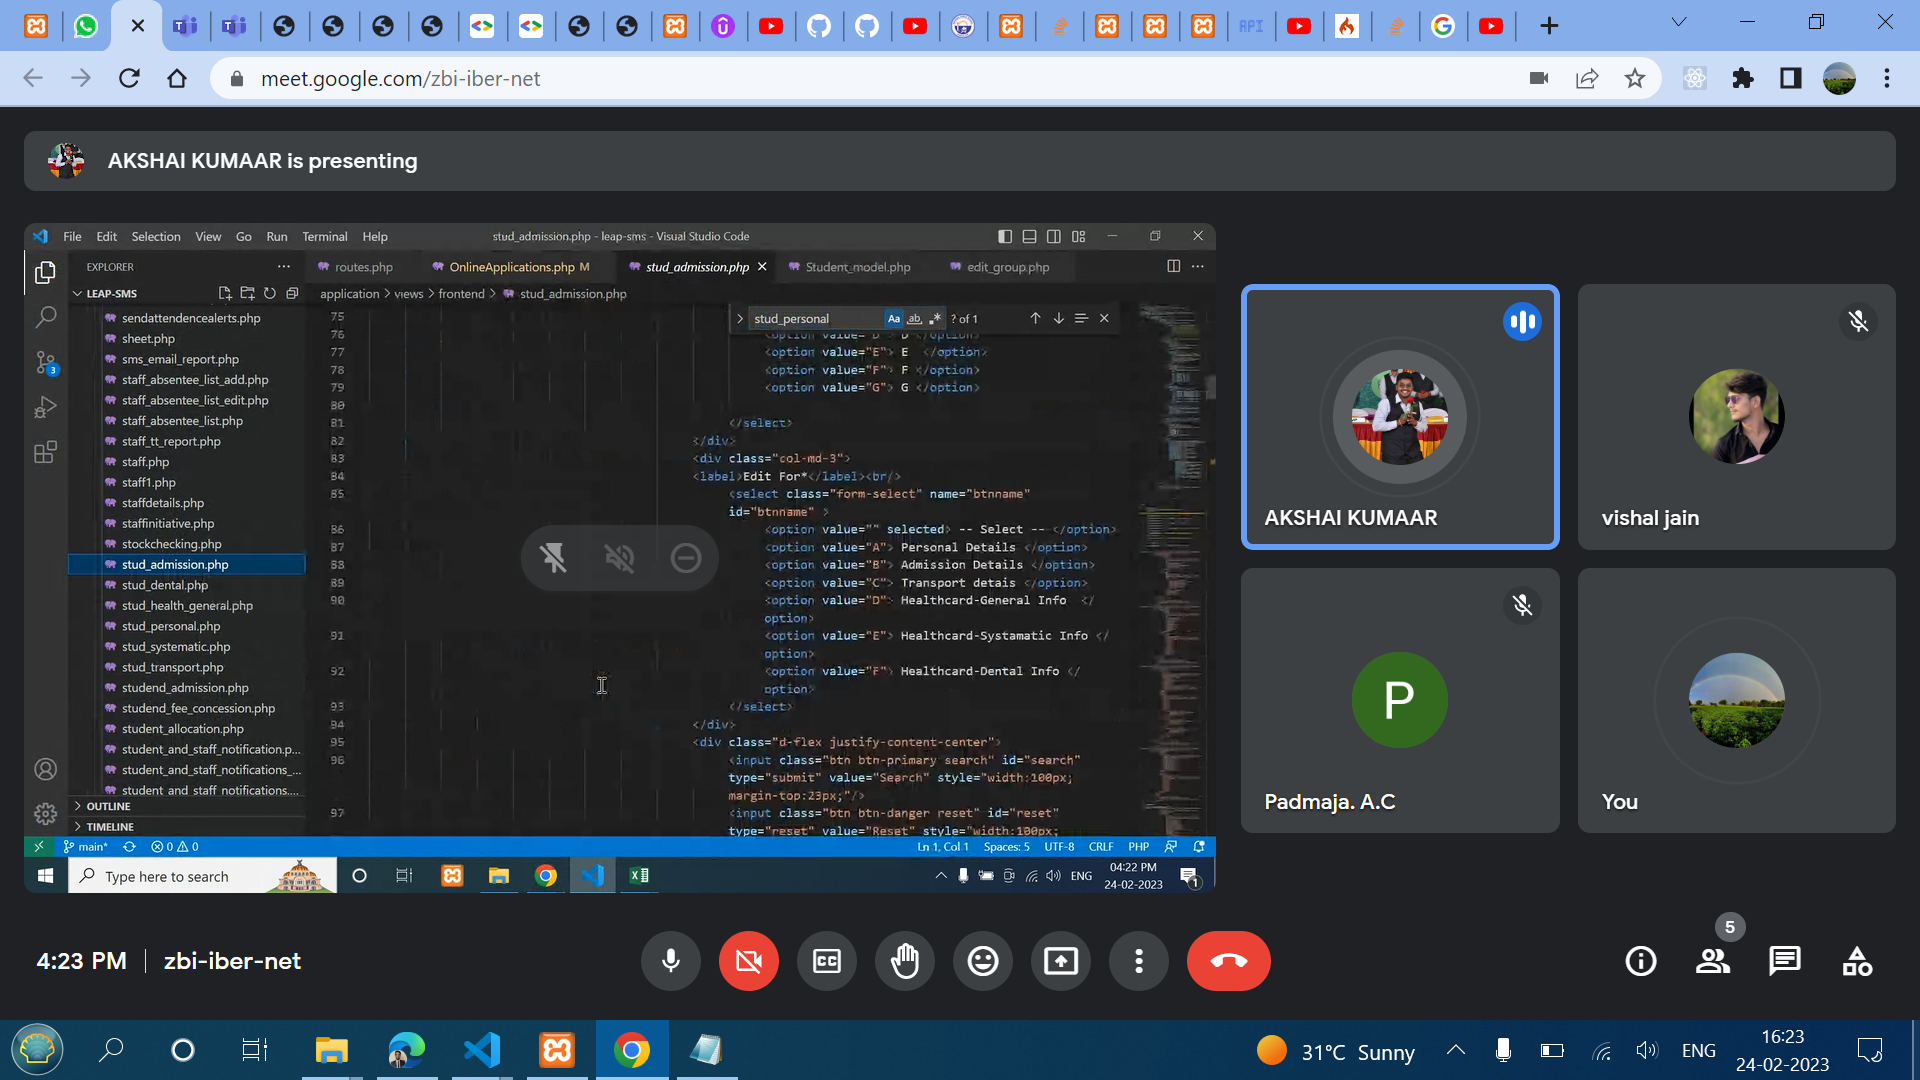 API
meet.google.com/zbi-iber-net
AKSHAI KUMAAR is presenting
File Edit Selection View Go Run Terminal Help
stud_admission.php - leap-sms - Visual Studio Code
EXPLORER
routes.php
OnlineApplications.php M
stud_admission.php
Student_model.php
edit_group.php
LEAP-SMS
application > views > frontend > stud_admission.php
sendattendencealerts.php
sheet.php
sms_email_report.php
staff_absentee_list_add.php
staff_absentee_list_edit.php
staff_absentee_list.php
staff_tt_report.php
staff.php
staff1.php
staffdetails.php
staffinitiative.php
stockchecking.php
stud_admission.php
stud_dental.php
stud_health_general.php
stud_personal.php
stud_systematic.php
stud_transport.php
studend_admission.php
studend_fee_concession.php
student_allocation.php
student_and_staff_notification.p...
student_and_staff_notifications_...
student_and_staff_notifications....
OUTLINE
TIMELINE
stud_personal Aa ab .* ? of 1
75
76 <option value="D"> D </option>
77 <option value="E"> E </option>
78 <option value="F"> F </option>
79 <option value="G"> G </option>
80
81 </select>
82 </div>
83 <div class="col-md-3">
84 <label>Edit For*</label><br/>
85 <select class="form-select" name="btnname"
id="btnname" >
86 <option value="" selected> -- Select -- </option>
87 <option value="A"> Personal Details </option>
88 <option value="B"> Admission Details </option>
89 <option value="C"> Transport detais </option>
90 <option value="D"> Healthcard-General Info </
option>
91 <option value="E"> Healthcard-Systamatic Info </
option>
92 <option value="F"> Healthcard-Dental Info </
option>
93 </select>
94 </div>
95 <div class="d-flex justify-content-center">
96 <input class="btn btn-primary search" id="search"
type="submit" value="Search" style="width:100px;
margin-top:23px;"/>
97 <input class="btn btn-danger reset" id="reset"
type="reset" value="Reset" style="width:100px;
3
main* 0 0
Ln 1, Col 1 Spaces: 5 UTF-8 CRLF PHP
Type here to search
ENG
04:22 PM
24-02-2023
1
AKSHAI KUMAAR
vishal jain
P
Padmaja. A.C
You
4:23 PM | zbi-iber-net
CC
5
31°C Sunny
ENG
16:23
24-02-2023